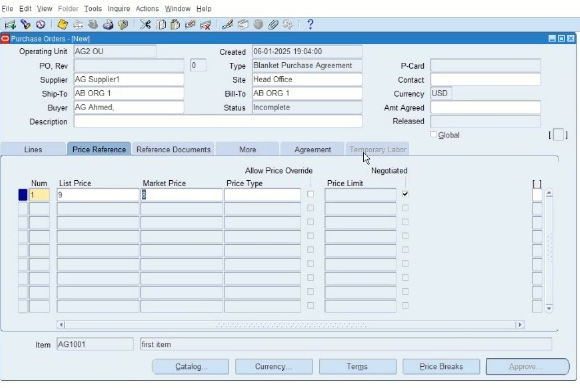 File Edit View Folder Tools Inquire Actions Window Help
Purchase Orders - [New]
Operating Unit AG2 OU Created 06-01-2025 19:04:00
PO, Rev 0 Type Blanket Purchase Agreement P-Card
Supplier AG Supplier1 Site Head Office Contact
Ship-To AB ORG 1 Bill-To AB ORG 1 Currency USD
Buyer AG Ahmed, Status Incomplete Amt Agreed
Description Released
Global [ ]
Lines Price Reference Reference Documents More Agreement Temporary Labor
Allow Price Override Negotiated
Num List Price Market Price Price Type Price Limit [ ]
1 9
Item AG1001 first item
Catalog... Currency... Terms Price Breaks Approve...